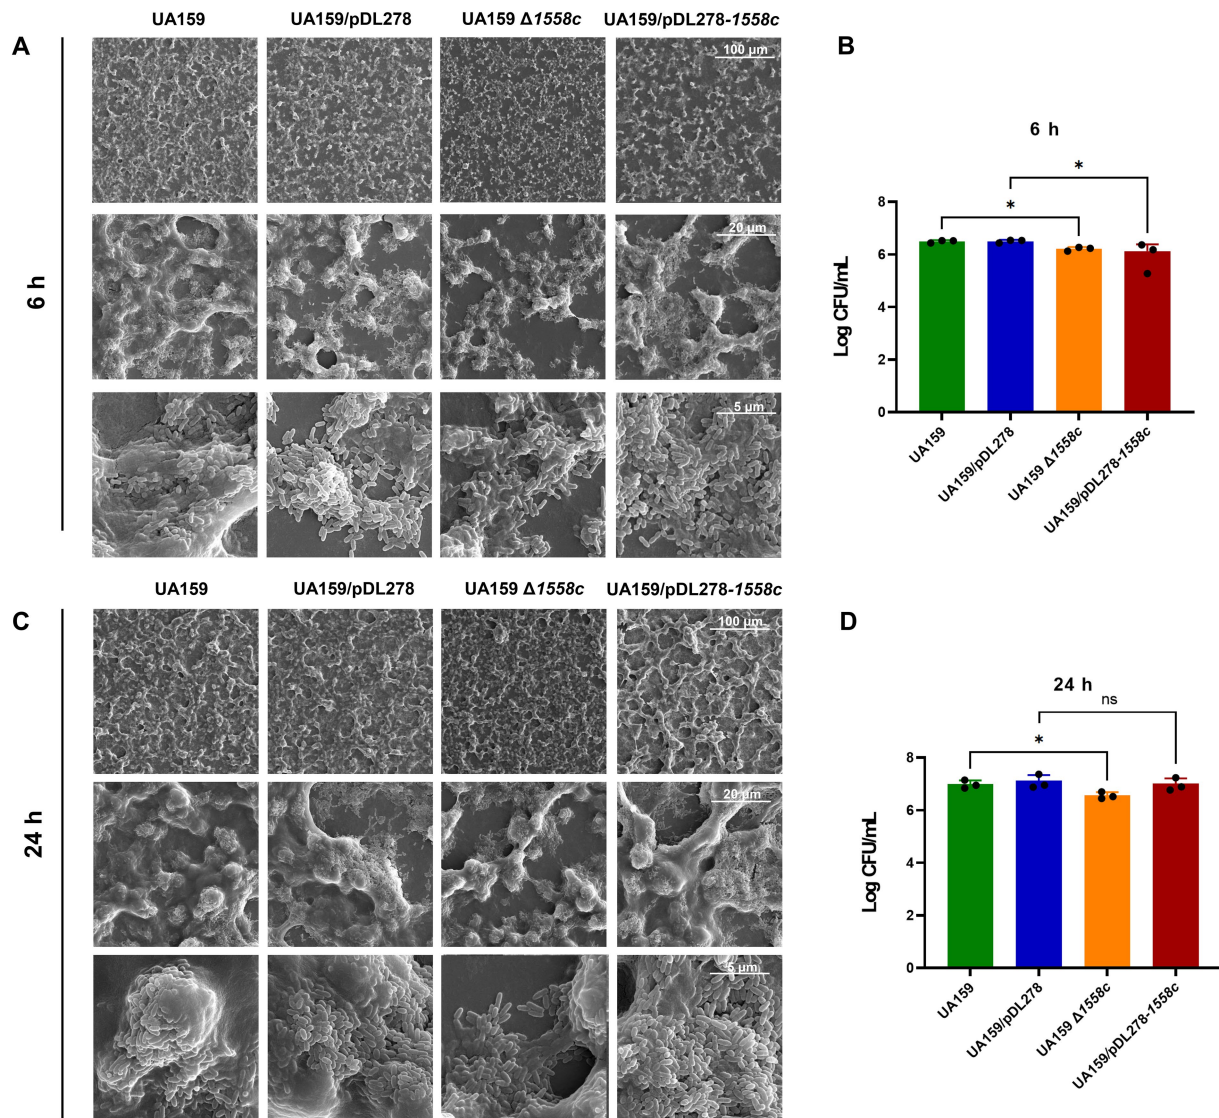 A
UA159 UA159/pDL278 UA159 Δ1558c UA159/pDL278-1558c
6 h
100 μm
20 μm
5 μm
B
6 h
*
*
Log CFU/mL
8
6
4
2
0
UA159
UA159/pDL278
UA159 Δ1558c
UA159/pDL278-1558c
C
UA159 UA159/pDL278 UA159 Δ1558c UA159/pDL278-1558c
24 h
100 μm
20 μm
5 μm
D
24 h
ns
*
Log CFU/mL
8
6
4
2
0
UA159
UA159/pDL278
UA159 Δ1558c
UA159/pDL278-1558c